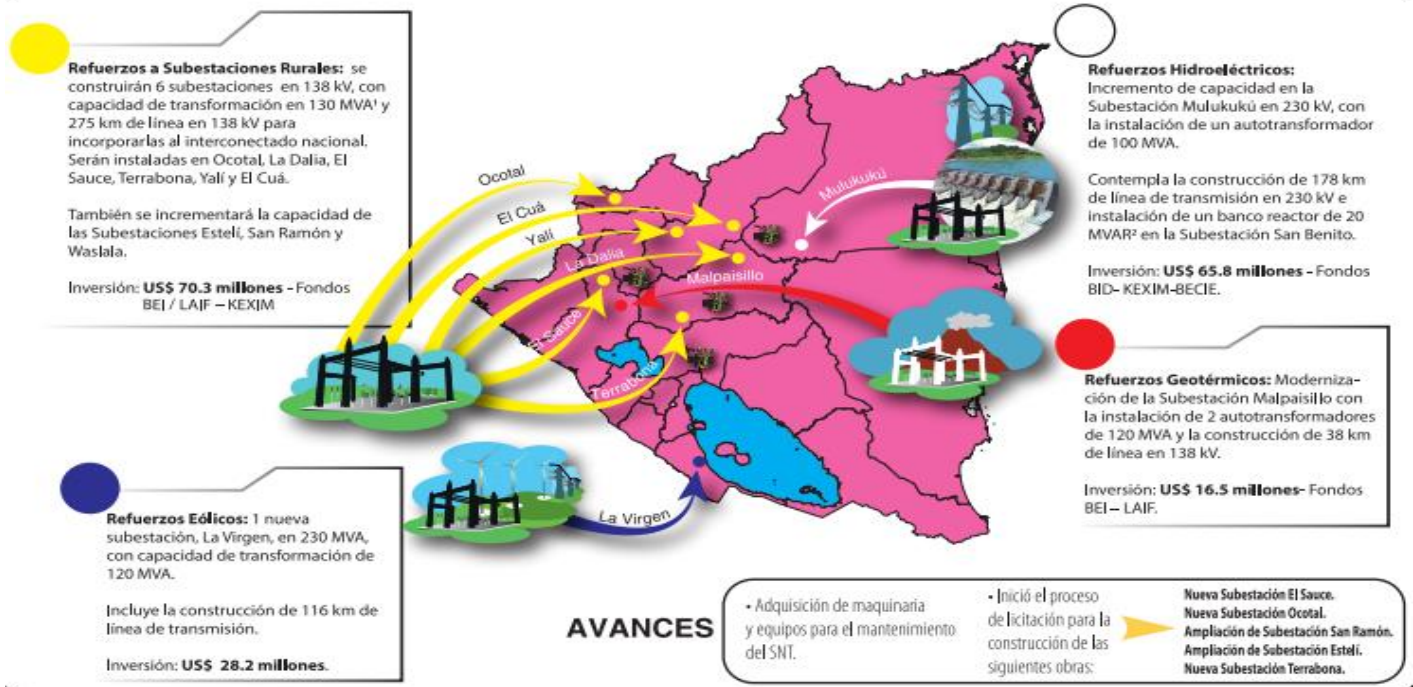 Refuerzos a Subestaciones Rurales: se
construirán 6 subestaciones en 138 kV, con
capacidad de transformación en 130 MVA¹ y
275 km de línea en 138 kV para
incorporarlas al interconectado nacional.
Serán instaladas en Ocotal, La Dalia, El
Sauce, Terrabona, Yalí y El Cuá.
También se incrementará la capacidad de
las Subestaciones Estelí, San Ramón y
Waslala.
Inversión: US$ 70.3 millones - Fondos
BEI / LAIF – KEXIM
Ocotal
El Cuá
Yalí
La Dalia
El Sauce
Terrabona
Malpaisillo
Mulukukú
La Virgen
Refuerzos Hidroeléctricos:
Incremento de capacidad en la
Subestación Mulukukú en 230 kV, con
la instalación de un autotransformador
de 100 MVA.
Contempla la construcción de 178 km
de línea de transmisión en 230 kV e
instalación de un banco reactor de 20
MVAR² en la Subestación San Benito.
Inversión: US$ 65.8 millones - Fondos
BID- KEXIM-BECIE.
Refuerzos Geotérmicos: Moderniza-
ción de la Subestación Malpaisillo con
la instalación de 2 autotransformadores
de 120 MVA y la construcción de 38 km
de línea en 138 kV.
Inversión: US$ 16.5 millones- Fondos
BEI – LAIF.
Refuerzos Eólicos: 1 nueva
subestación, La Virgen, en 230 MVA,
con capacidad de transformación de
120 MVA.
Incluye la construcción de 116 km de
línea de transmisión.
Inversión: US$ 28.2 millones.
AVANCES
• Adquisición de maquinaria
y equipos para el mantenimiento
del SNT.
• Inició el proceso
de licitación para la
construcción de las
siguientes obras:
Nueva Subestación El Sauce.
Nueva Subestación Ocotal.
Ampliación de Subestación San Ramón.
Ampliación de Subestación Estelí.
Nueva Subestación Terrabona.